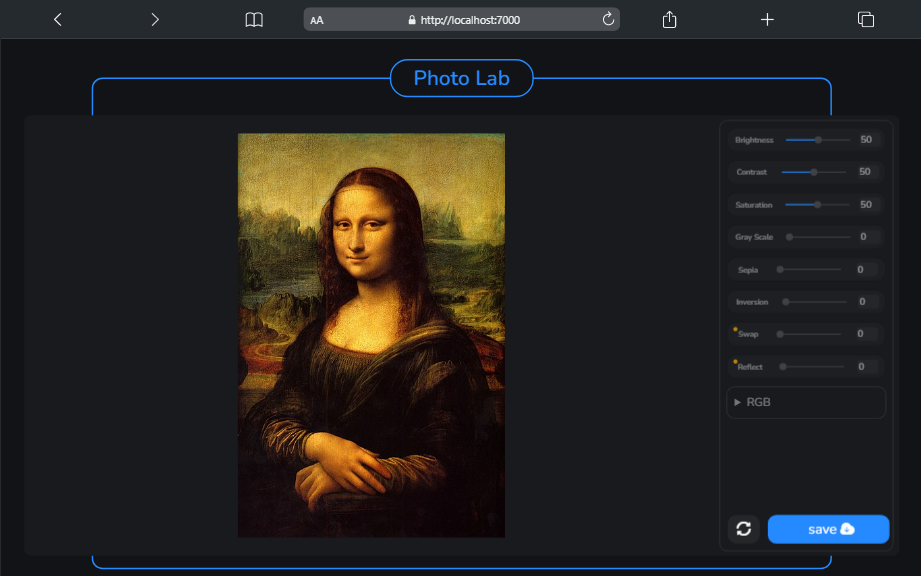 AA http://localhost:7000
Photo Lab
Brightness 50
Contrast 50
Saturation 50
Gray Scale 0
Sepia 0
Inversion 0
Swap 0
Reflect 0
RGB
save